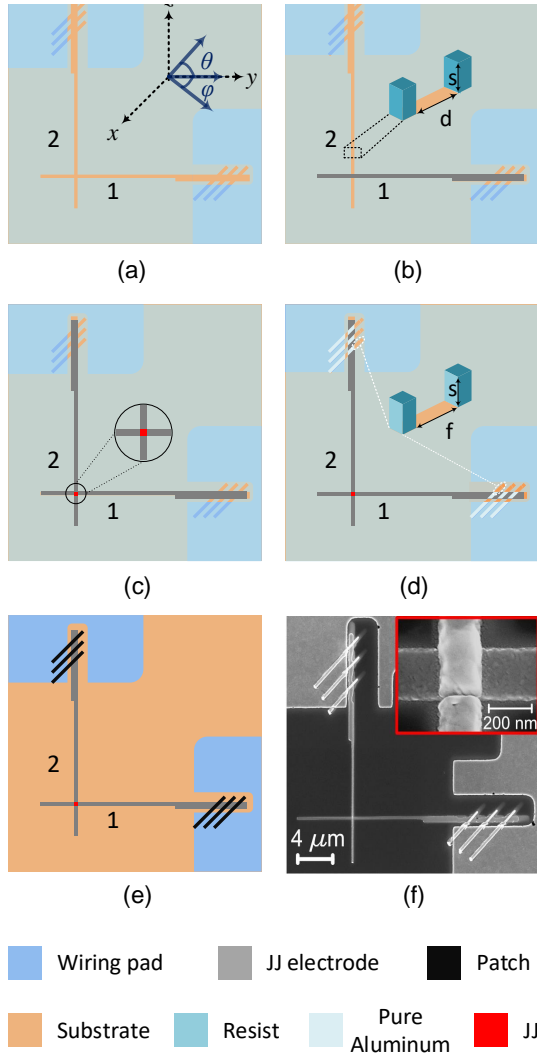 θ
y
φ
x
2
1
(a)
s
d
2
1
(b)
2
1
(c)
s
f
2
1
(d)
2
1
(e)
200 nm
4 μm
(f)
Wiring pad
JJ electrode
Patch
Substrate
Resist
Pure
Aluminum
JJ